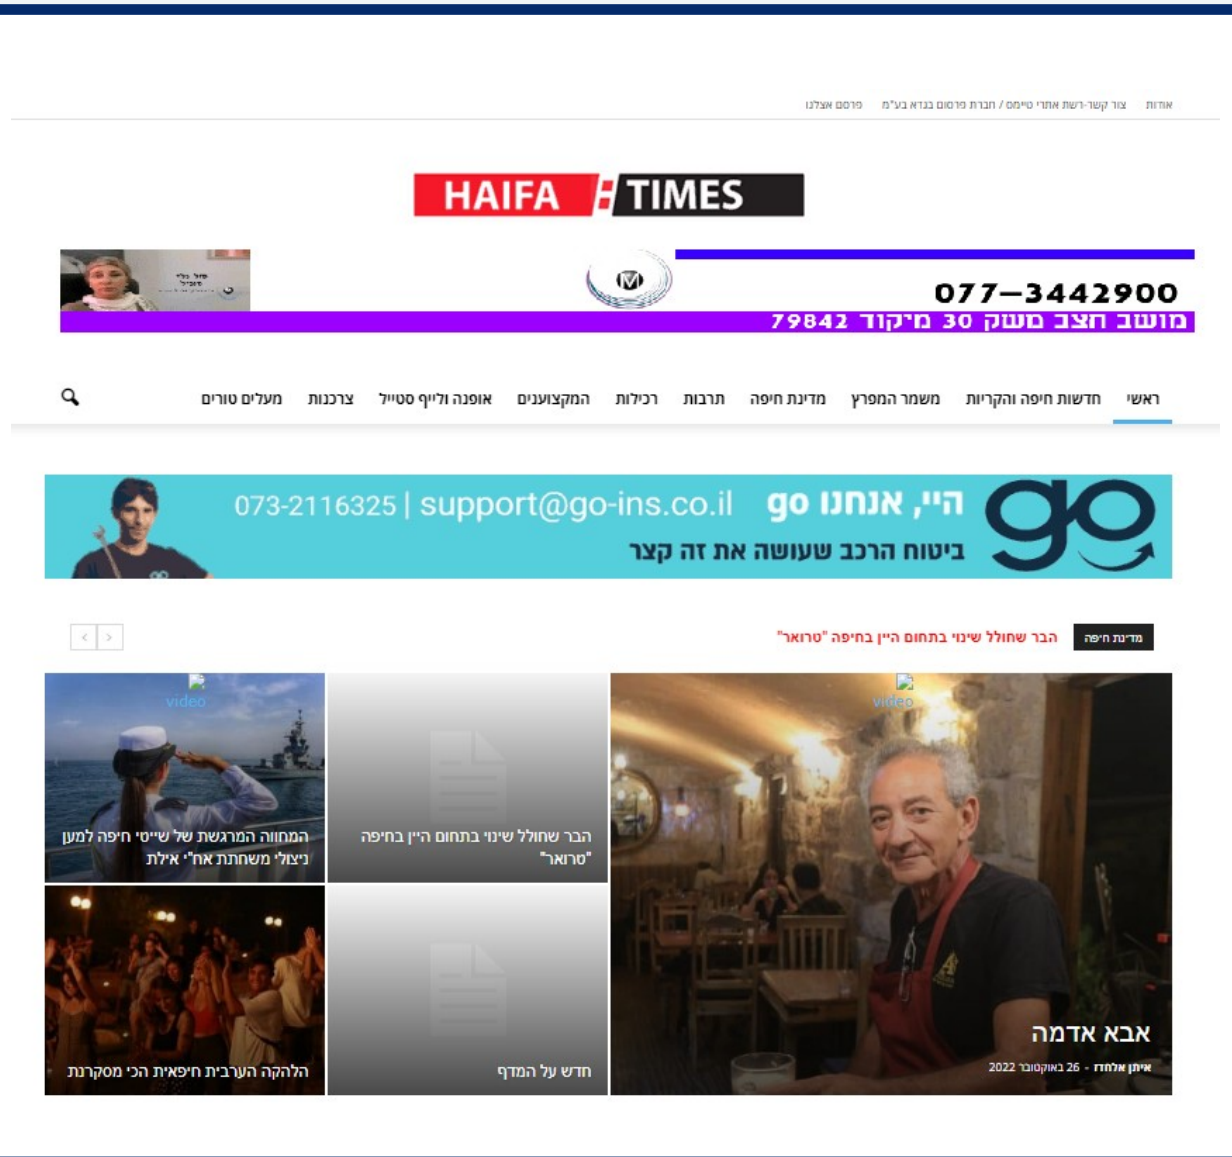 אודות צור קשר-רשת אתרי טיימס / חברת פרסום בגדא בע"מ פרסם אצלנו
HAIFA TIMES
077-3442900
מושב חצב משק 30 מיקוד 79842
ראשי חדשות חיפה והקריות משמר המפרץ מדינת חיפה תרבות רכילות המקצוענים אופנה ולייף סטייל צרכנות מעלים טורים
היי, אנחנו go 073-2116325 | support@go-ins.co.il
ביטוח הרכב שעושה את זה קצר
go
מדינת חיפה הבר שחולל שינוי בתחום היין בחיפה "טרואר"
video
אבא אדמה
איתן אלחדז - 26 באוקטובר 2022
הבר שחולל שינוי בתחום היין בחיפה
"טרואר"
video
המחווה המרגשת של שייטי חיפה למען
ניצולי משחתת אח"י אילת
חדש על המדף
הלהקה הערבית חיפאית הכי מסקרנת